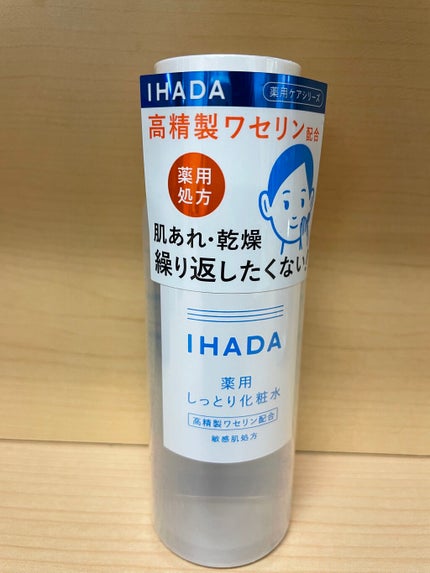 IHADA
薬用ケアシリーズ
高精製ワセリン配合
薬用
処方
肌あれ・乾燥
繰り返したくない
IHADA
薬用
しっとり化粧水
高精製ワセリン配合
敏感肌処方